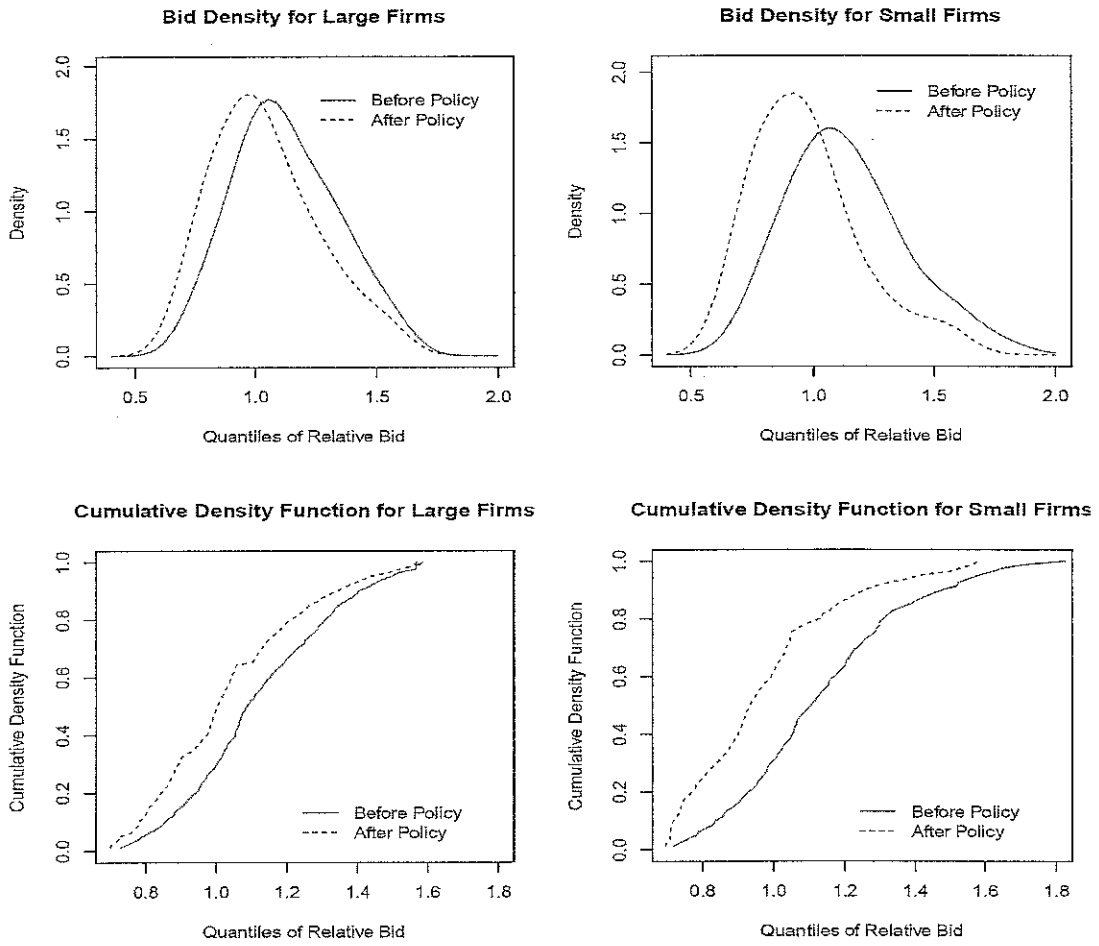 Bid Density for Large Firms
2.0
1.5
1.0
0.5
0.0
Density
Before Policy
After Policy
0.5 1.0 1.5 2.0
Quantiles of Relative Bid
Bid Density for Small Firms
2.0
1.5
1.0
0.5
0.0
Density
Before Policy
After Policy
0.5 1.0 1.5 2.0
Quantiles of Relative Bid
Cumulative Density Function for Large Firms
1.0
0.8
0.6
0.4
0.2
0.0
Cumulative Density Function
Before Policy
After Policy
0.8 1.0 1.2 1.4 1.6 1.8
Quantiles of Relative Bid
Cumulative Density Function for Small Firms
1.0
0.8
0.6
0.4
0.2
0.0
Cumulative Density Function
Before Policy
After Policy
0.8 1.0 1.2 1.4 1.6 1.8
Quantiles of Relative Bid